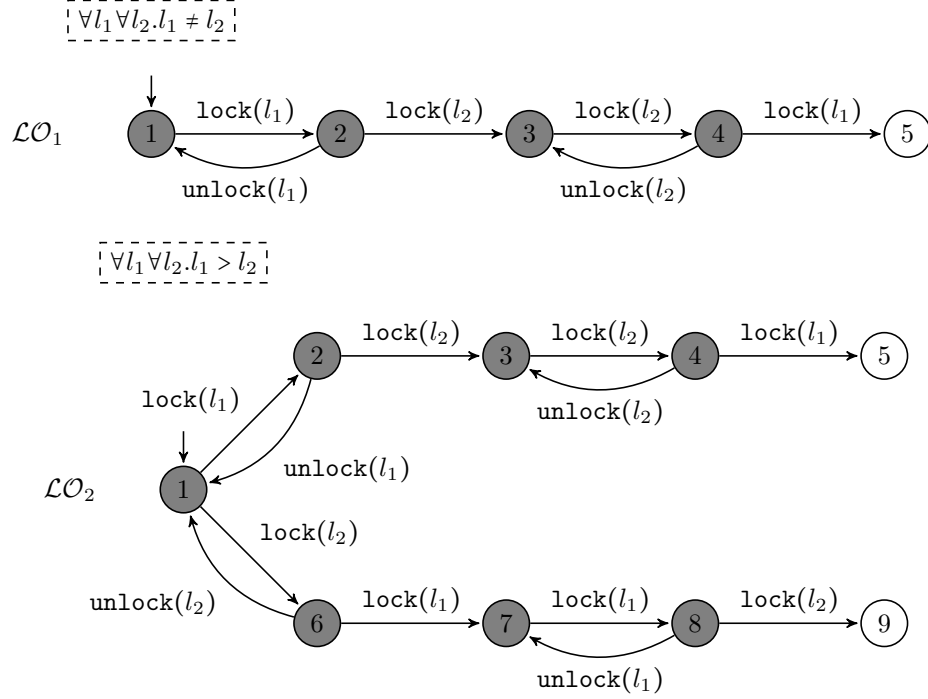 ∀l₁∀l₂.l₁ ≠ l₂
lock(l₁) lock(l₂) lock(l₂) lock(l₁)
ℒ𝒪₁ 1 2 3 4 5
unlock(l₁) unlock(l₂)
∀l₁∀l₂.l₁ > l₂
lock(l₂) lock(l₂) lock(l₁)
2 3 4 5
lock(l₁) unlock(l₂)
unlock(l₁)
ℒ𝒪₂ 1
lock(l₂)
unlock(l₂) lock(l₁) lock(l₁) lock(l₂)
6 7 8 9
unlock(l₁)